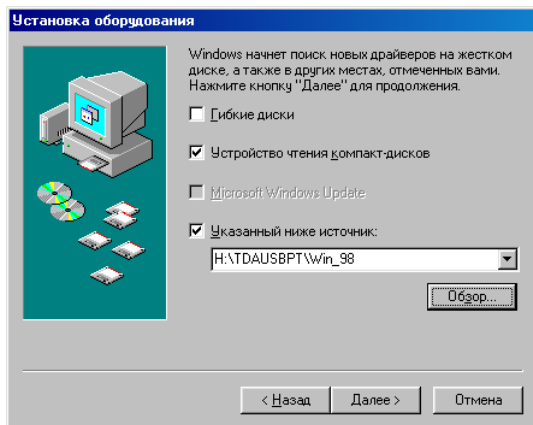 Установка оборудования
Windows начнет поиск новых драйверов на жестком
диске, а также в других местах, отмеченных вами.
Нажмите кнопку "Далее" для продолжения.
Гибкие диски
Устройство чтения компакт-дисков
Microsoft Windows Update
Указанный ниже источник:
H:\TDAUSBPT\Win_98
Обзор...
< Назад
Далее >
Отмена